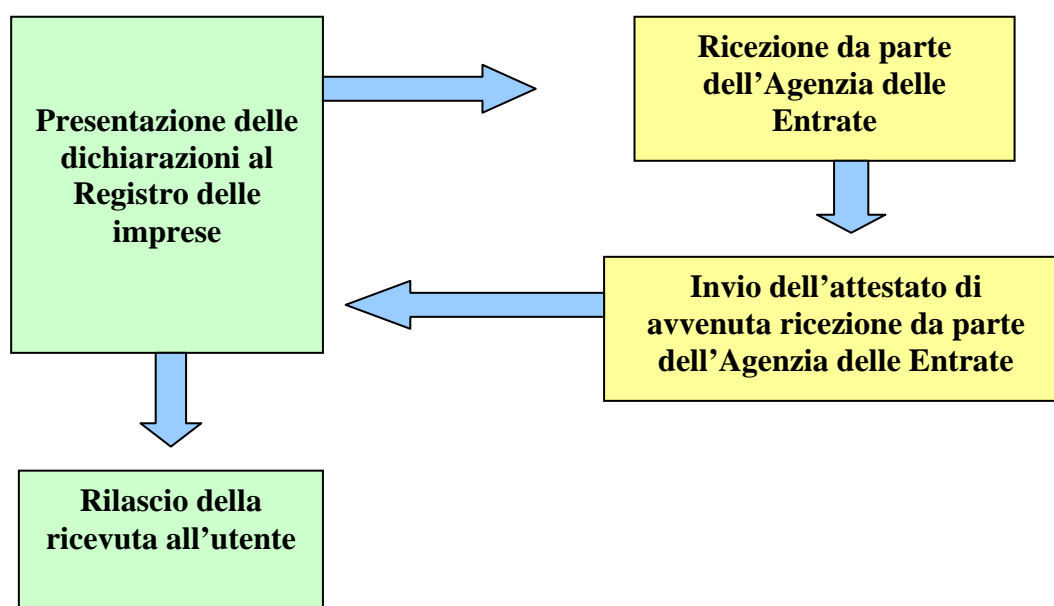 Presentazione delle
dichiarazioni al
Registro delle
imprese
Ricezione da parte
dell’Agenzia delle
Entrate
Invio dell’attestato di
avvenuta ricezione da parte
dell’Agenzia delle Entrate
Rilascio della
ricevuta all’utente